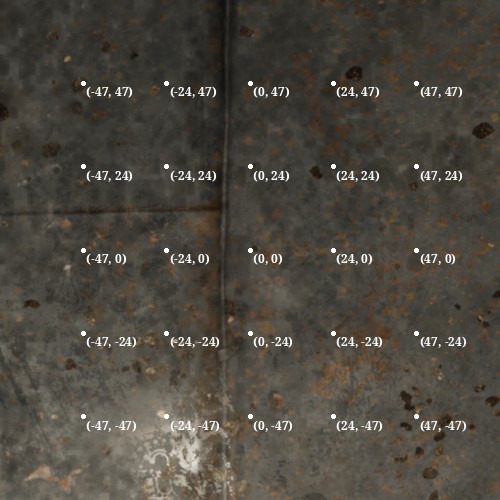 (-47, 47) (-24, 47) (0, 47) (24, 47) (47, 47)
(-47, 24) (-24, 24) (0, 24) (24, 24) (47, 24)
(-47, 0) (-24, 0) (0, 0) (24, 0) (47, 0)
(-47, -24) (-24, -24) (0, -24) (24, -24) (47, -24)
(-47, -47) (-24, -47) (0, -47) (24, -47) (47, -47)